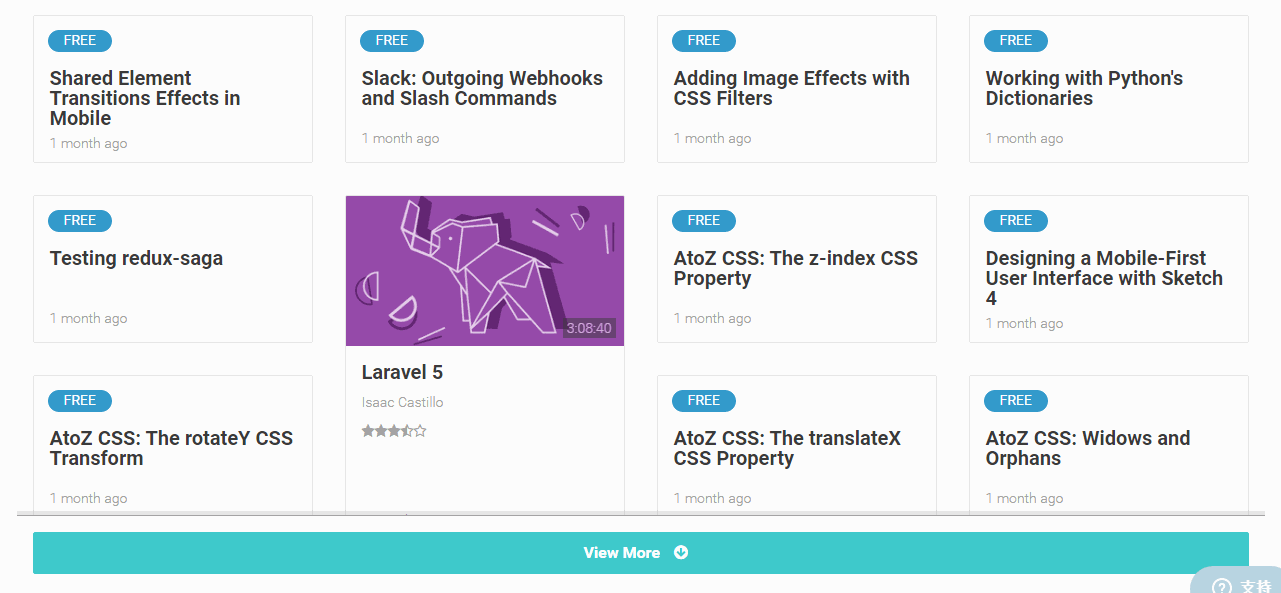 FREE
Shared Element
Transitions Effects in
Mobile
1 month ago
FREE
Slack: Outgoing Webhooks
and Slash Commands
1 month ago
FREE
Adding Image Effects with
CSS Filters
1 month ago
FREE
Working with Python's
Dictionaries
1 month ago
FREE
Testing redux-saga
1 month ago
3:08:40
Laravel 5
Isaac Castillo
FREE
AtoZ CSS: The z-index CSS
Property
1 month ago
FREE
Designing a Mobile-First
User Interface with Sketch
4
1 month ago
FREE
AtoZ CSS: The rotateY CSS
Transform
1 month ago
FREE
AtoZ CSS: The translateX
CSS Property
1 month ago
FREE
AtoZ CSS: Widows and
Orphans
1 month ago
View More
支持